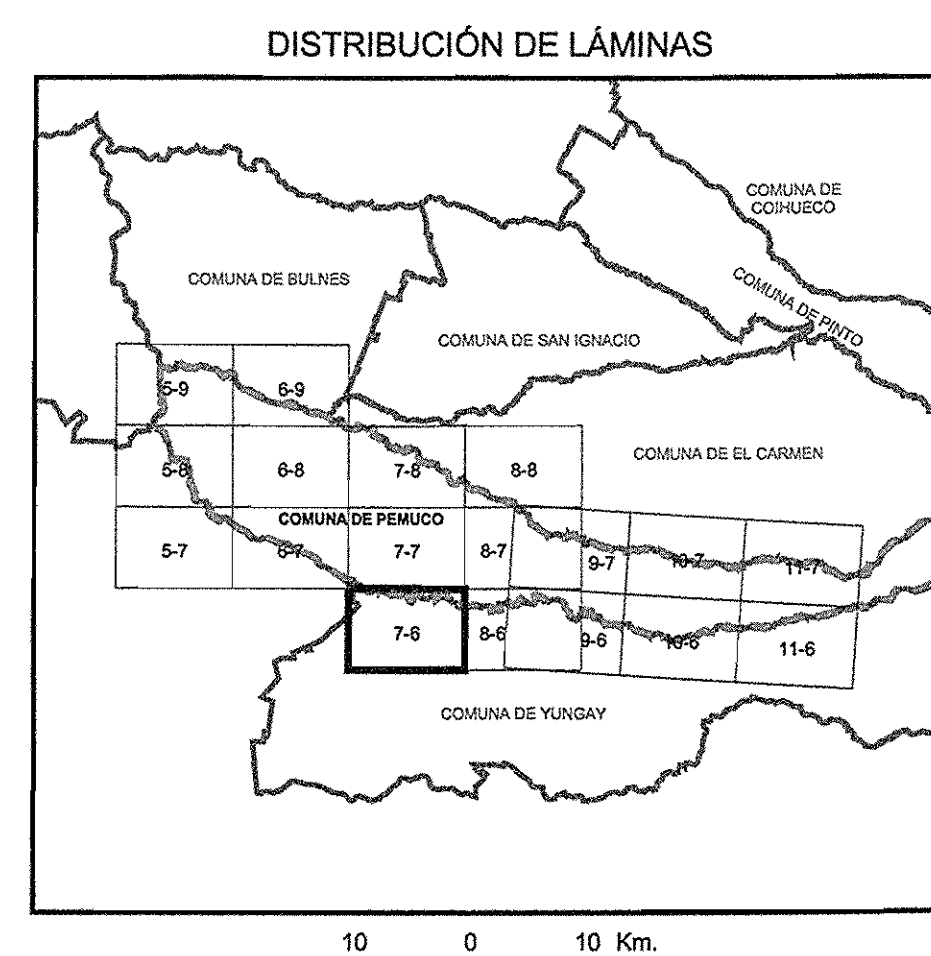 DISTRIBUCIÓN DE LÁMINAS
COMUNA DE
COIHUECO
COMUNA DE PINTO
COMUNA DE BULNES
COMUNA DE SAN IGNACIO
5-9
6-9
COMUNA DE EL CARMEN
5-8
6-8
7-8
8-8
COMUNA DE PEMUCO
5-7
6-7
7-7
8-7
9-7
10-7
11-7
7-6
8-6
9-6
10-6
11-6
COMUNA DE YUNGAY
10 0 10 Km.